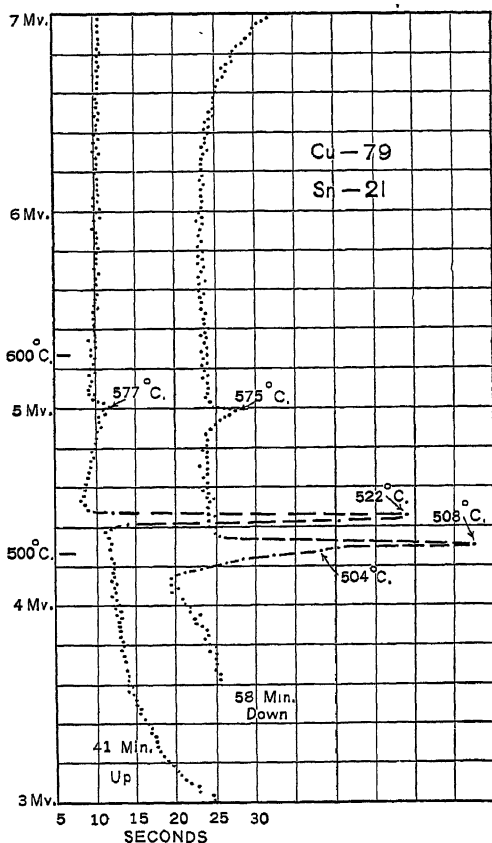 7 Mv.
Cu — 79
Sn — 21
6 Mv.
600°C.
577°C.
575°C.
5 Mv.
522°C.
508°C.
500°C.
504°C.
4 Mv.
58 Min.
Down
41 Min.
Up
3 Mv.
5 10 15 20 25 30
SECONDS